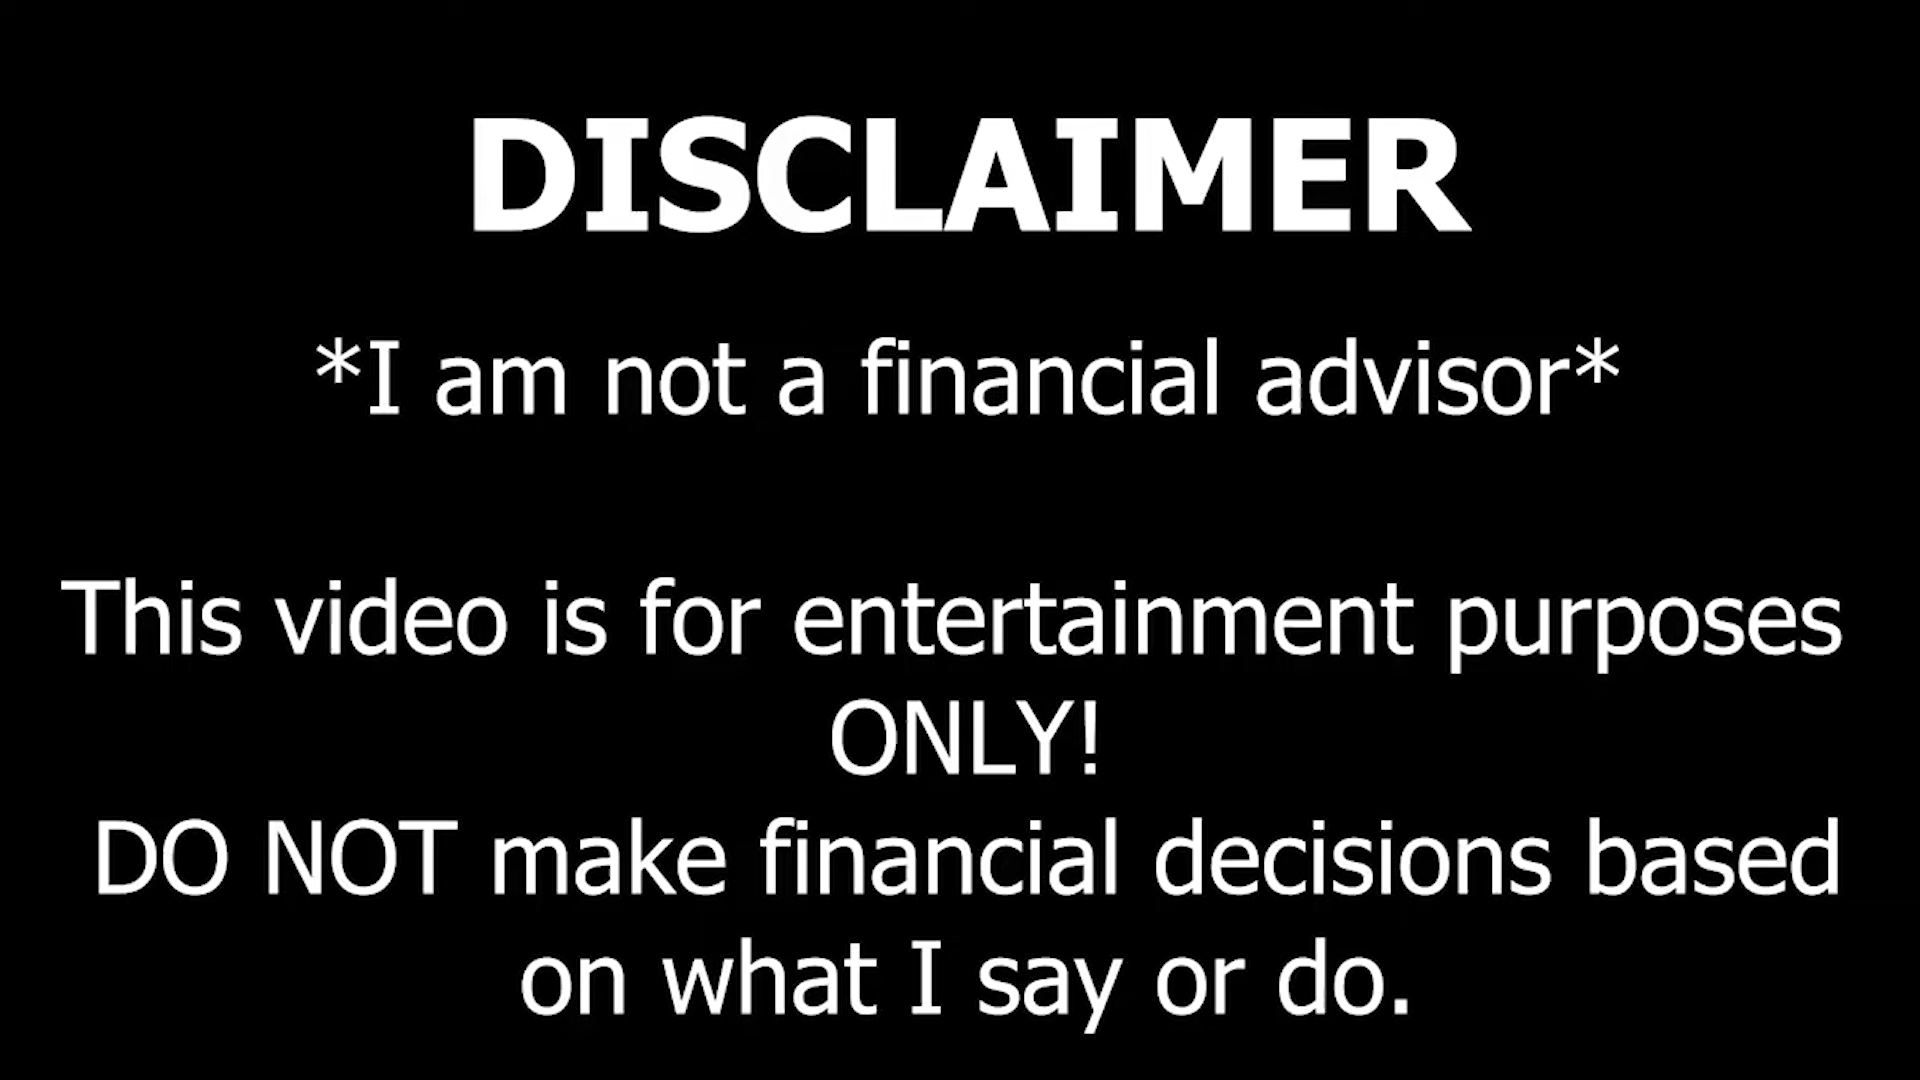 DISCLAIMER
*I am not a financial advisor*
This video is for entertainment purposes
ONLY!
DO NOT make financial decisions based
on what I say or do.